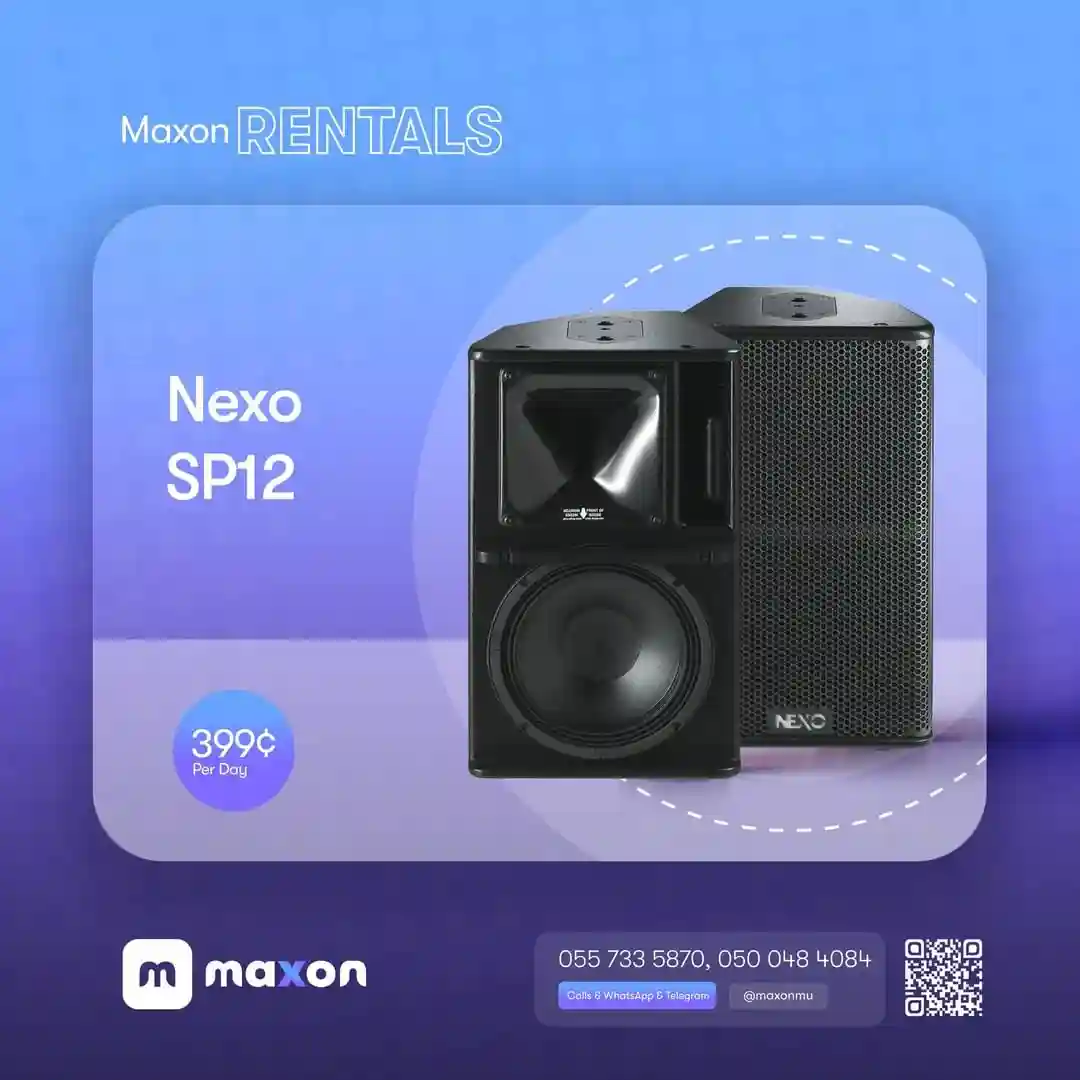 Maxon RENTALS
Nexo
SP12
NEXO
399¢
Per Day
m maxon
055 733 5870, 050 048 4084
Calls & WhatsApp & Telegram
@maxonmu